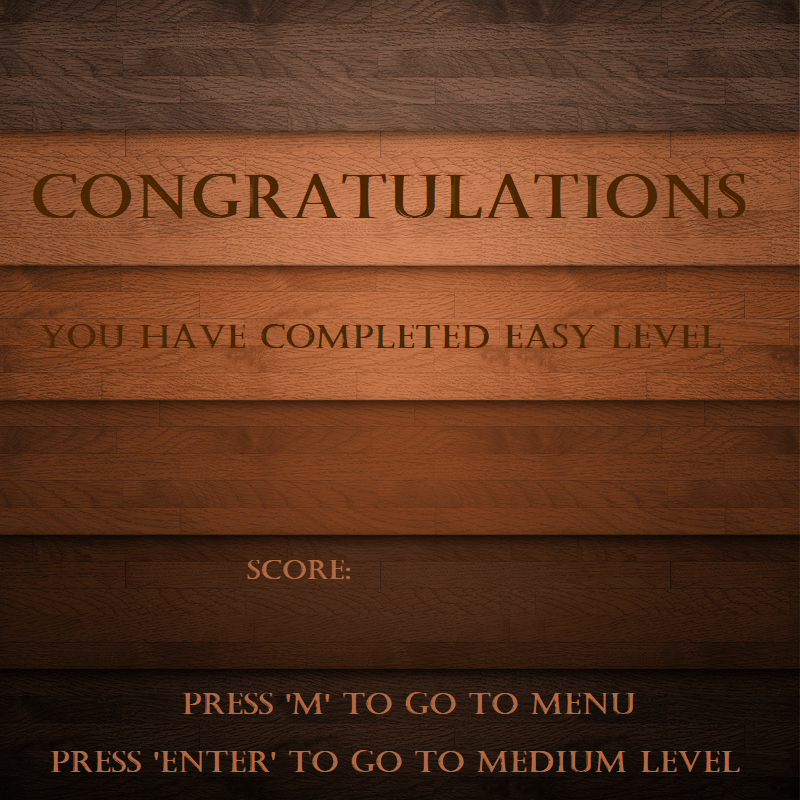 CONGRATULATIONS
YOU HAVE COMPLETED EASY LEVEL
SCORE:
PRESS 'M' TO GO TO MENU
PRESS 'ENTER' TO GO TO MEDIUM LEVEL